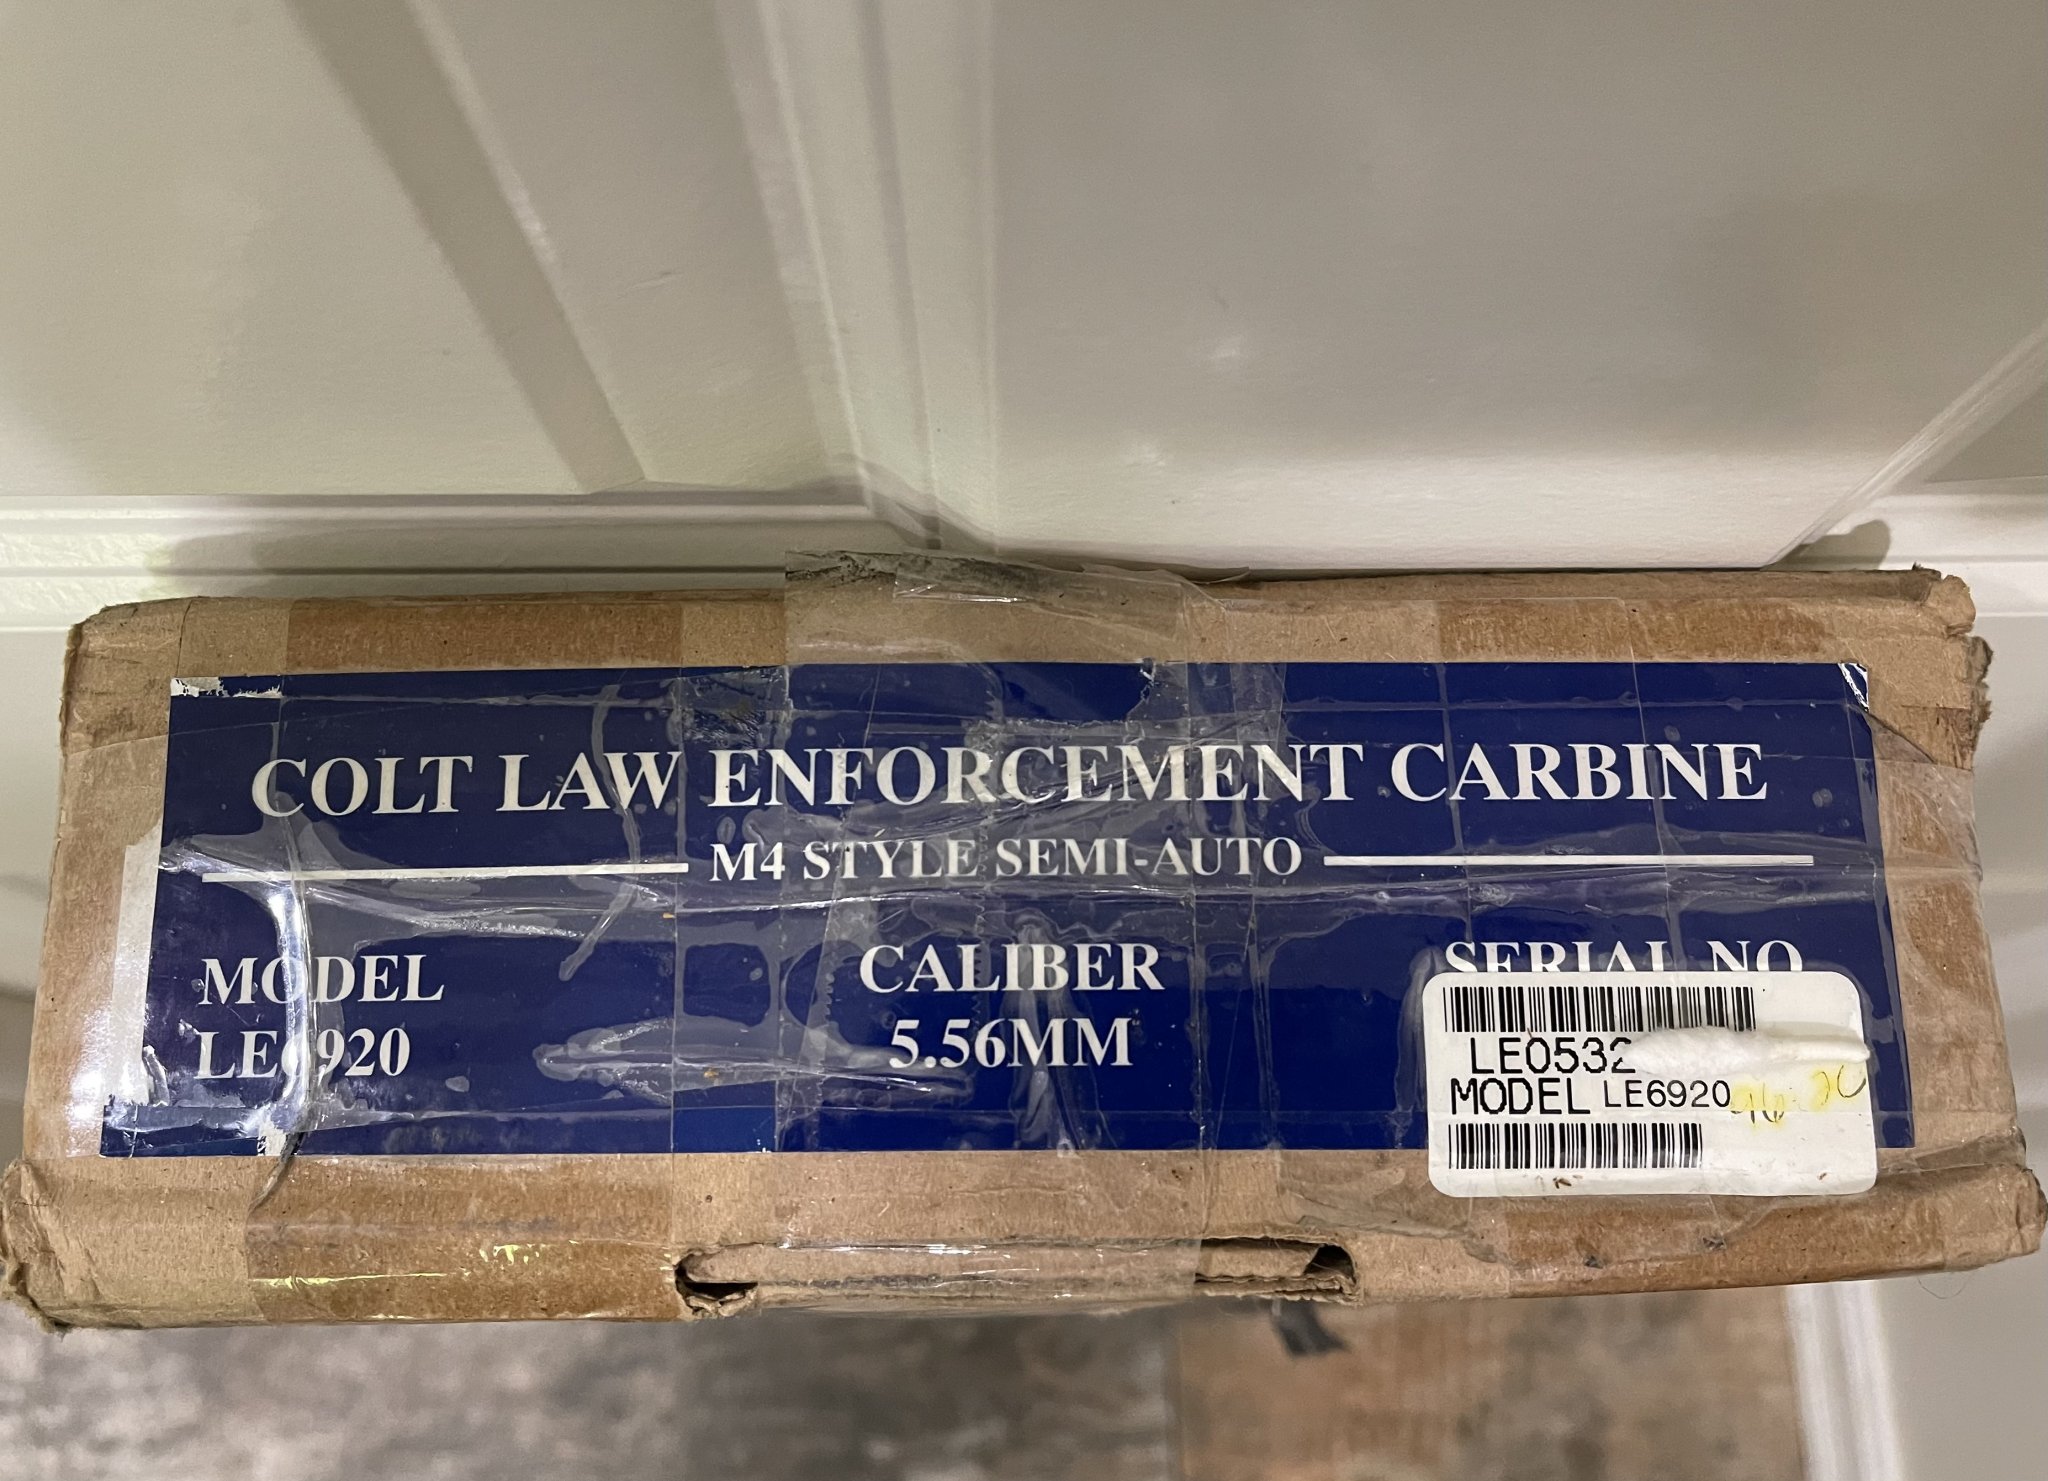 COLT LAW ENFORCEMENT CARBINE
M4 STYLE SEMI-AUTO
MODEL
LE6920
CALIBER
5.56MM
SERIAL NO
LE0532
MODEL LE6920